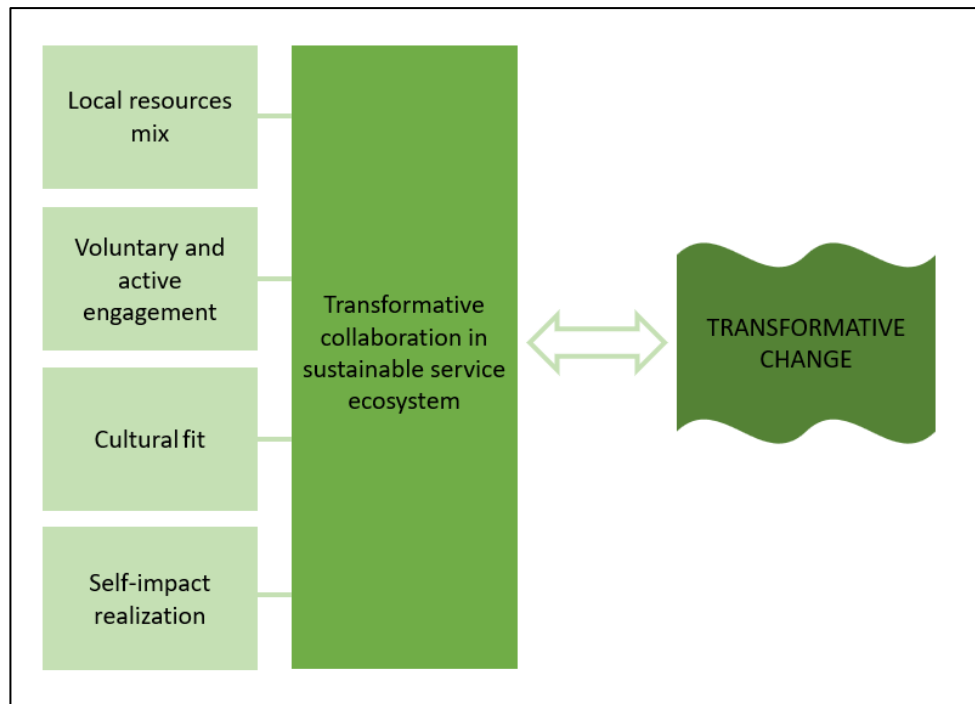 Local resources
mix
Voluntary and
active
engagement
Cultural fit
Self-impact
realization
Transformative
collaboration in
sustainable service
ecosystem
TRANSFORMATIVE
CHANGE